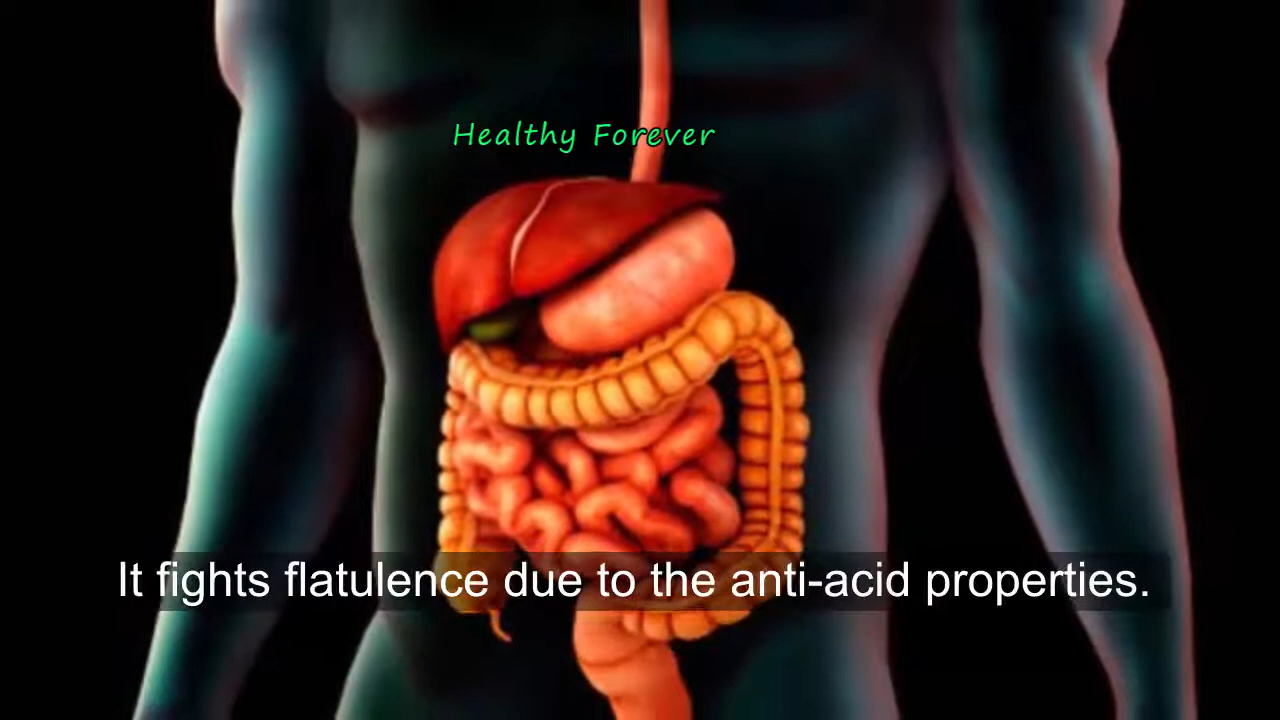 Healthy Forever
It fights flatulence due to the anti-acid properties.